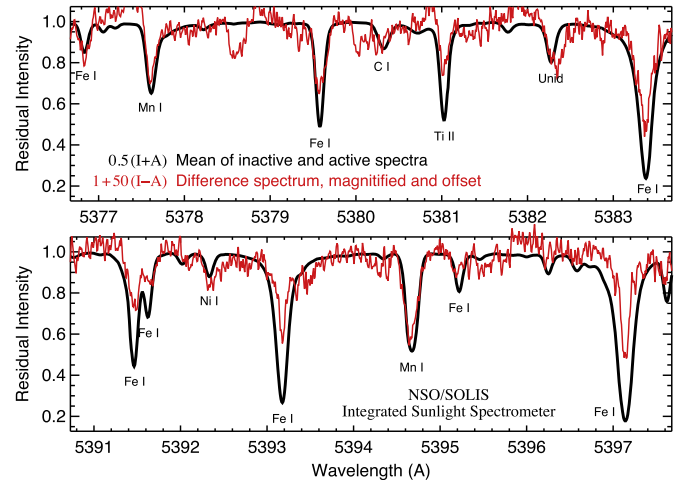 1.0
0.8
0.6
0.4
0.2
Residual Intensity
Fe I
Mn I
Fe I
C I
Ti II
Unid
Fe I
0.5(I+A) Mean of inactive and active spectra
1+50(I−A) Difference spectrum, magnitified and offset
5377 5378 5379 5380 5381 5382 5383
1.0
0.8
0.6
0.4
0.2
Residual Intensity
Fe I
Fe I
Ni I
Fe I
Mn I
Fe I
Fe I
NSO/SOLIS
Integrated Sunlight Spectrometer
5391 5392 5393 5394 5395 5396 5397
Wavelength (A)